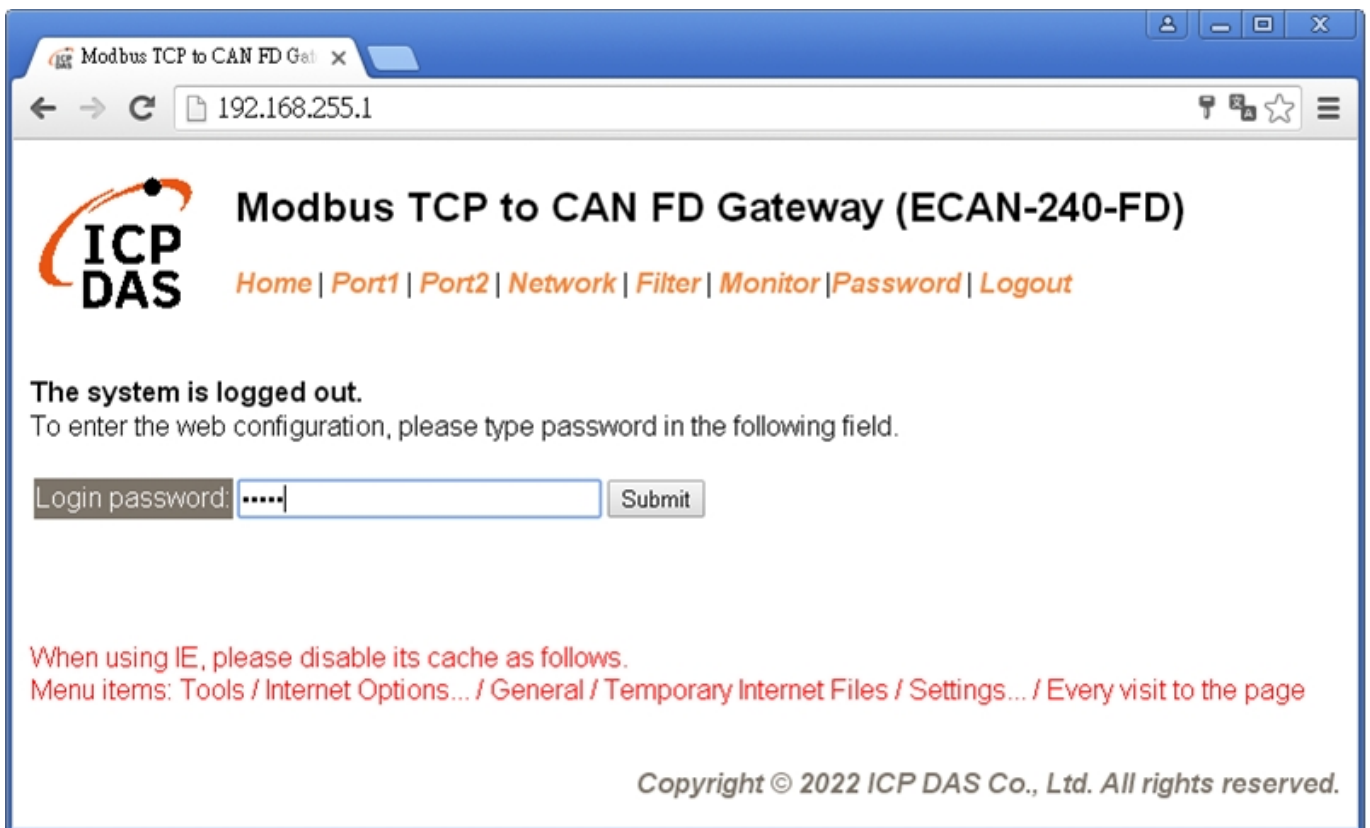 Modbus TCP to CAN FD Gat
192.168.255.1
ICP DAS
Modbus TCP to CAN FD Gateway (ECAN-240-FD)
Home | Port1 | Port2 | Network | Filter | Monitor |Password | Logout
The system is logged out.
To enter the web configuration, please type password in the following field.
Login password: ••••• Submit
When using IE, please disable its cache as follows.
Menu items: Tools / Internet Options... / General / Temporary Internet Files / Settings... / Every visit to the page
Copyright © 2022 ICP DAS Co., Ltd. All rights reserved.